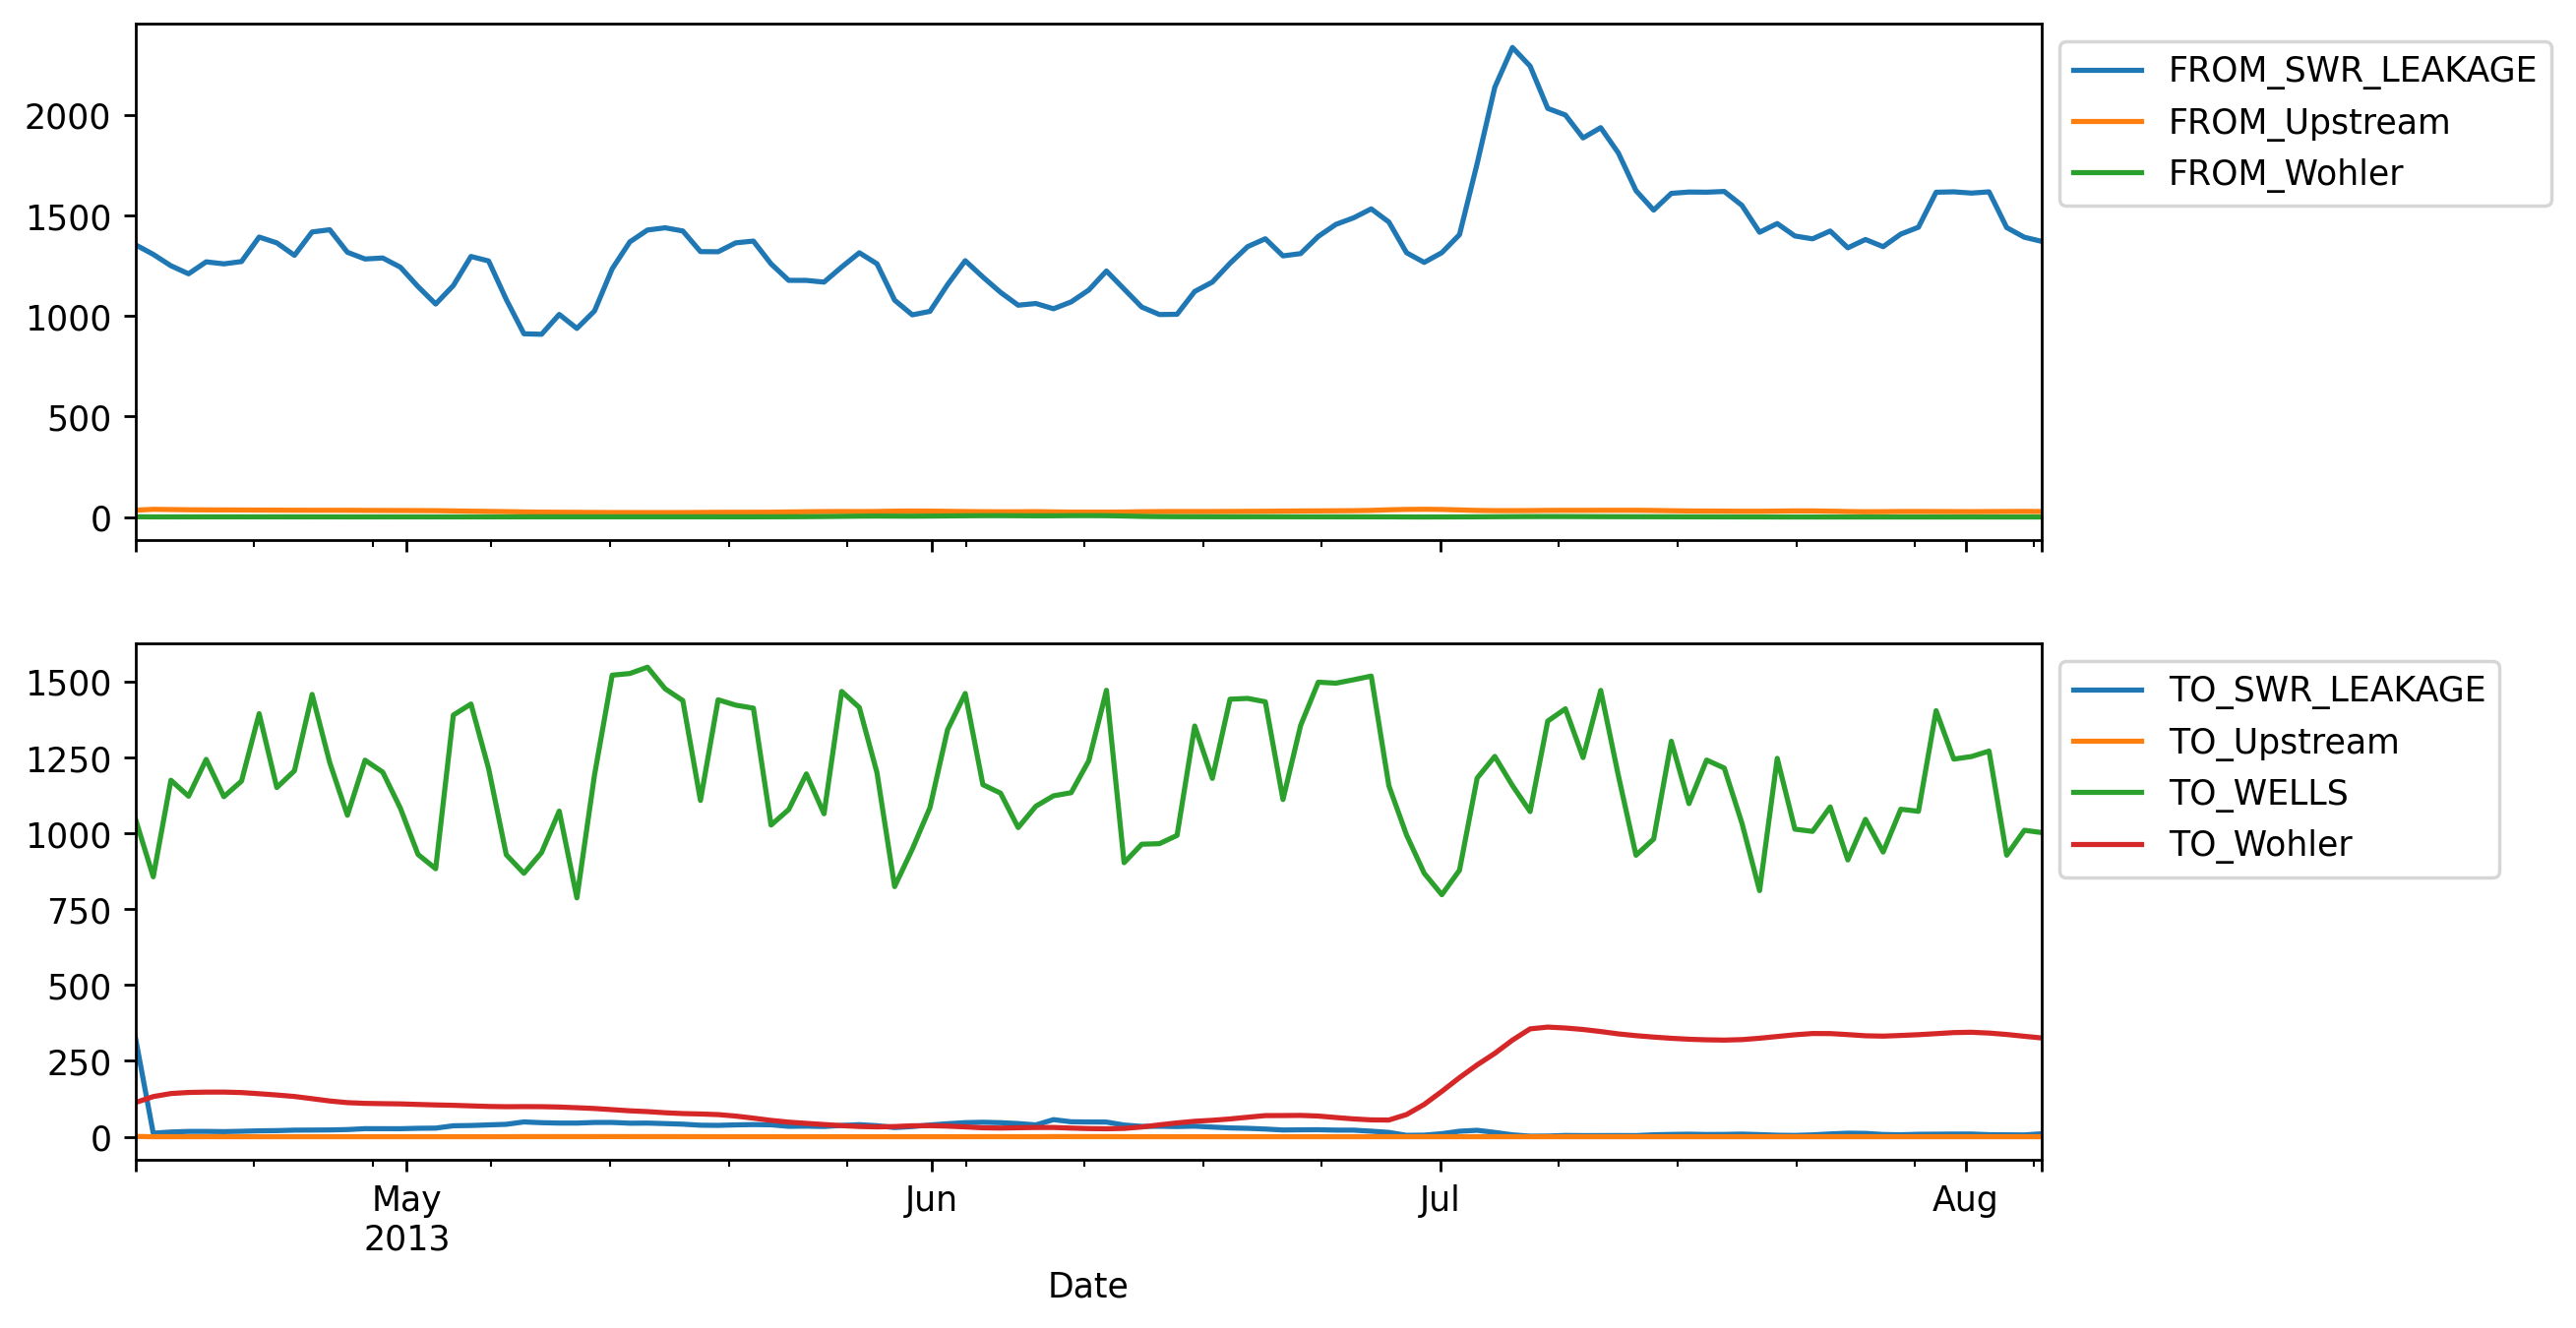 2000
1500
1000
500
0
FROM_SWR_LEAKAGE
FROM_Upstream
FROM_Wohler
1500
1250
1000
750
500
250
0
TO_SWR_LEAKAGE
TO_Upstream
TO_WELLS
TO_Wohler
May Jun Jul Aug
2013
Date